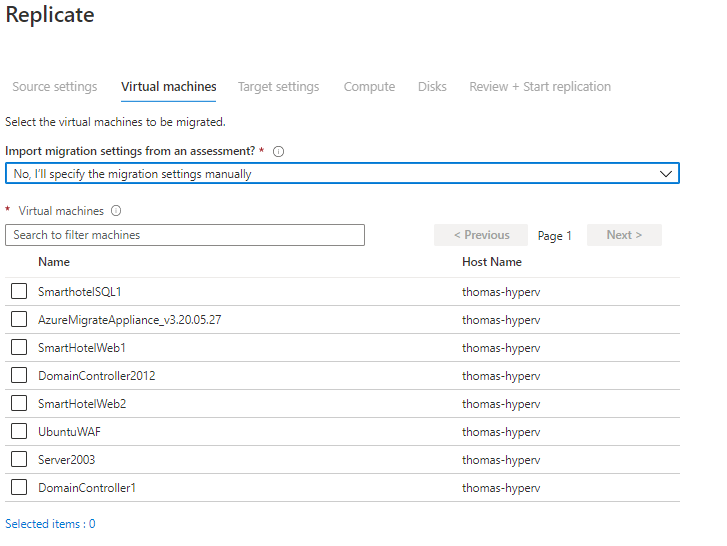 Replicate
Source settings Virtual machines Target settings Compute Disks Review + Start replication
Select the virtual machines to be migrated.
Import migration settings from an assessment? *
No, I'll specify the migration settings manually
* Virtual machines
Search to filter machines < Previous Page 1 Next >
Name Host Name
SmarthotelSQL1 thomas-hyperv
AzureMigrateAppliance_v3.20.05.27 thomas-hyperv
SmartHotelWeb1 thomas-hyperv
DomainController2012 thomas-hyperv
SmartHotelWeb2 thomas-hyperv
UbuntuWAF thomas-hyperv
Server2003 thomas-hyperv
DomainController1 thomas-hyperv
Selected items : 0